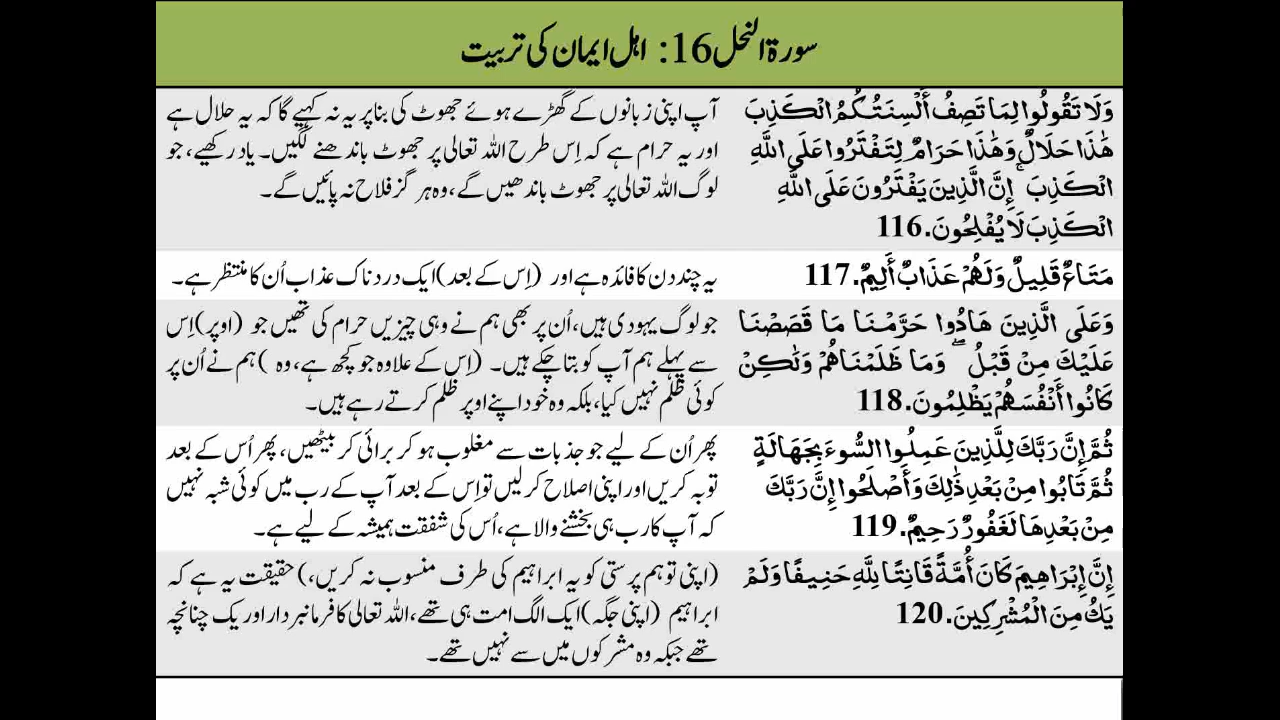 سورۃ النحل 16: اھل ایمان کی تربیت
وَلَا تَقُولُوا لِمَا تَصِفُ أَلْسِنَتُكُمُ الْكَذِبَ
هَٰذَا حَلَالٌ وَهَٰذَا حَرَامٌ لِتَفْتَرُوا عَلَى اللَّهِ
الْكَذِبَ ۚ إِنَّ الَّذِينَ يَفْتَرُونَ عَلَى اللَّهِ
الْكَذِبَ لَا يُفْلِحُونَ.116
آپ اپنی زبانوں کے گھڑے ہوئے جھوٹ کی بنا پر یہ نہ کہیے گا کہ یہ حلال ہے
اور یہ حرام ہے کہ اِس طرح اللہ تعالی پر جھوٹ باندھنے لگیں۔ یاد رکھیے، جو
لوگ اللہ تعالی پر جھوٹ باندھیں گے، وہ ہر گز فلاح نہ پائیں گے۔
مَتَاعٌ قَلِيلٌ وَلَهُمْ عَذَابٌ أَلِيمٌ.117
یہ چند دن کا فائدہ ہے اور (اِس کے بعد) ایک دردناک عذاب اُن کا منتظر ہے۔
وَعَلَى الَّذِينَ هَادُوا حَرَّمْنَا مَا قَصَصْنَا
عَلَيْكَ مِنْ قَبْلُ ۖ وَمَا ظَلَمْنَاهُمْ وَلَٰكِنْ
كَانُوا أَنْفُسَهُمْ يَظْلِمُونَ.118
جو لوگ یہودی ہیں، اُن پر بھی ہم نے وہی چیزیں حرام کی تھیں جو (اوپر) اِس
سے پہلے ہم آپ کو بتا چکے ہیں۔ (اِس کے علاوہ جو کچھ ہے، وہ ) ہم نے اُن پر
کوئی ظلم نہیں کیا، بلکہ وہ خود اپنے اوپر ظلم کرتے رہے ہیں۔
ثُمَّ إِنَّ رَبَّكَ لِلَّذِينَ عَمِلُوا السُّوءَ بِجَهَالَةٍ
ثُمَّ تَابُوا مِنْ بَعْدِ ذَٰلِكَ وَأَصْلَحُوا إِنَّ رَبَّكَ
مِنْ بَعْدِهَا لَغَفُورٌ رَحِيمٌ.119
پھر اُن کے لیے جو جذبات سے مغلوب ہو کر برائی کر بیٹھیں، پھر اُس کے بعد
توبہ کریں اور اپنی اصلاح کر لیں تو اِس کے بعد آپ کے رب میں کوئی شبہ نہیں
کہ آپ کا رب ہی بخشنے والا ہے، اُس کی شفقت ہمیشہ کے لیے ہے۔
إِنَّ إِبْرَاهِيمَ كَانَ أُمَّةً قَانِتًا لِلَّهِ حَنِيفًا وَلَمْ
يَكُ مِنَ الْمُشْرِكِينَ.120
(اپنی توہم پرستی کو یہ ابراہیم کی طرف منسوب نہ کریں،) حقیقت یہ ہے کہ
ابراہیم (اپنی جگہ) ایک الگ امت ہی تھے، اللہ تعالی کا فرمانبردار اور یک چنانچہ
تھے جبکہ وہ مشرکوں میں سے نہیں تھے۔